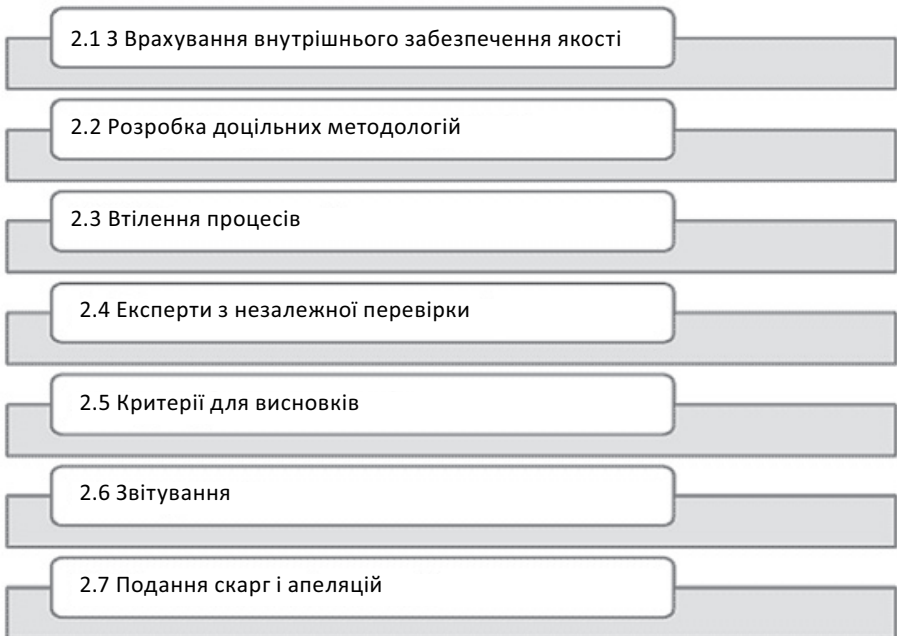 2.1 З Врахування внутрішнього забезпечення якості
2.2 Розробка доцільних методологій
2.3 Втілення процесів
2.4 Експерти з незалежної перевірки
2.5 Критерії для висновків
2.6 Звітування
2.7 Подання скарг і апеляцій